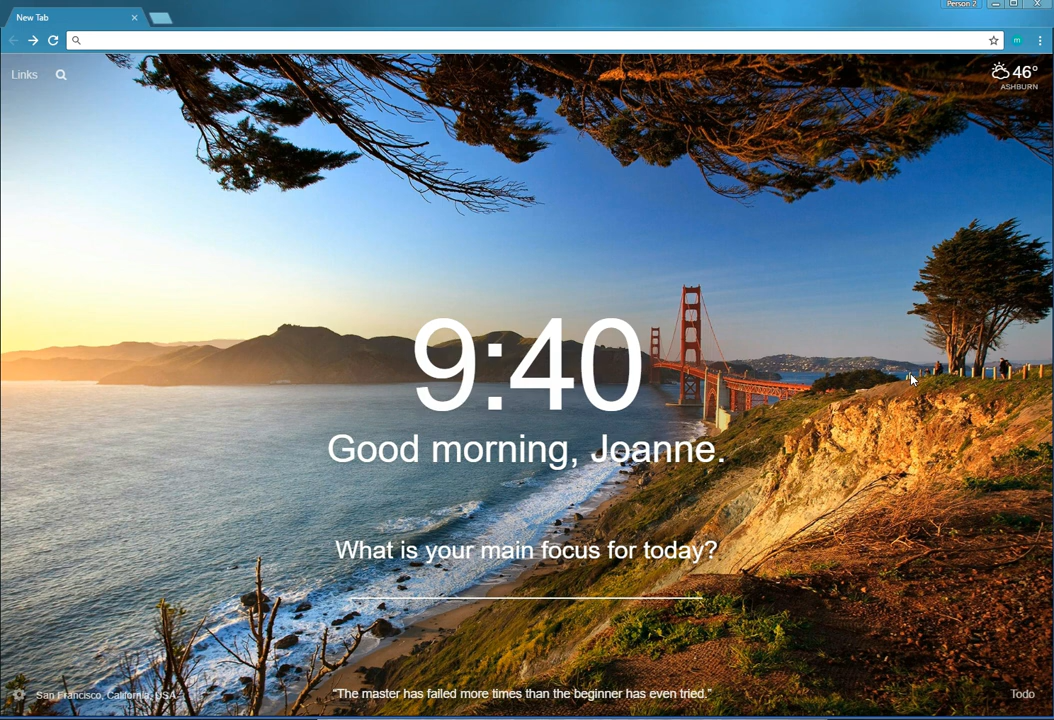 Person 2
New Tab
m
Links
46°
ASHBURN
9:40
Good morning, Joanne.
What is your main focus for today?
San Francisco, California, USA
"The master has failed more times than the beginner has even tried."
Todo